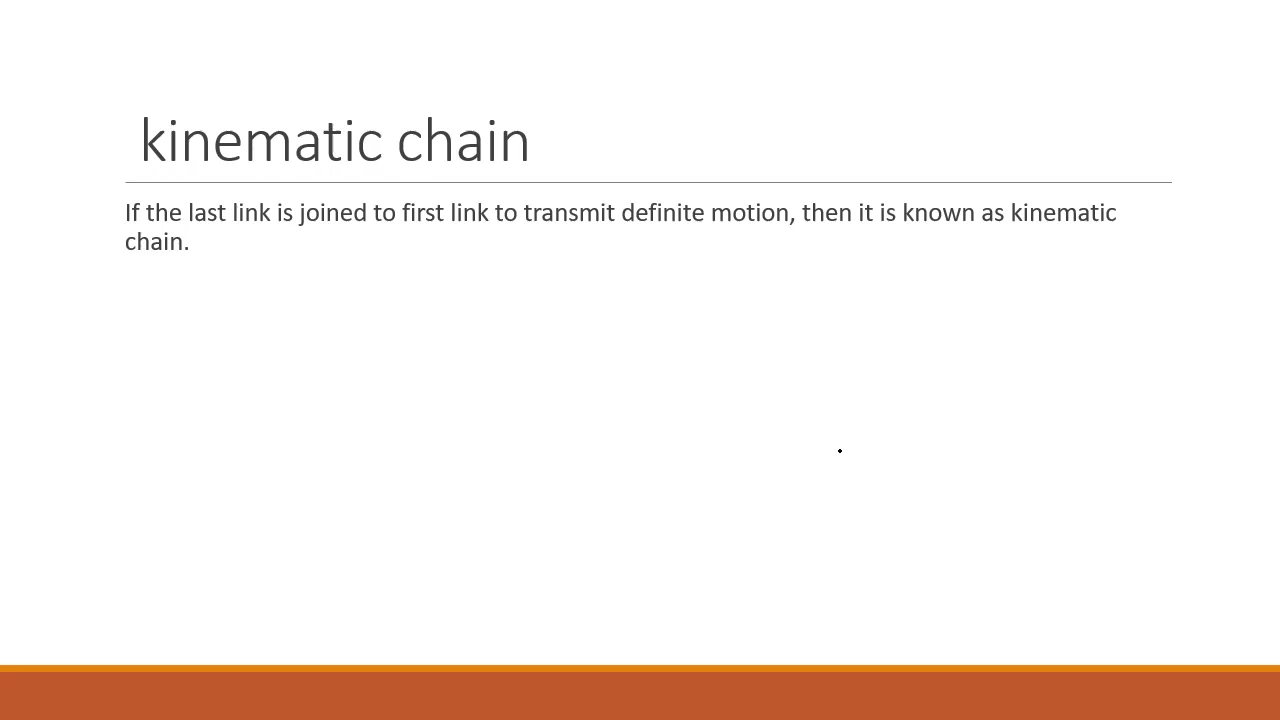 kinematic chain
If the last link is joined to first link to transmit definite motion, then it is known as kinematic
chain.